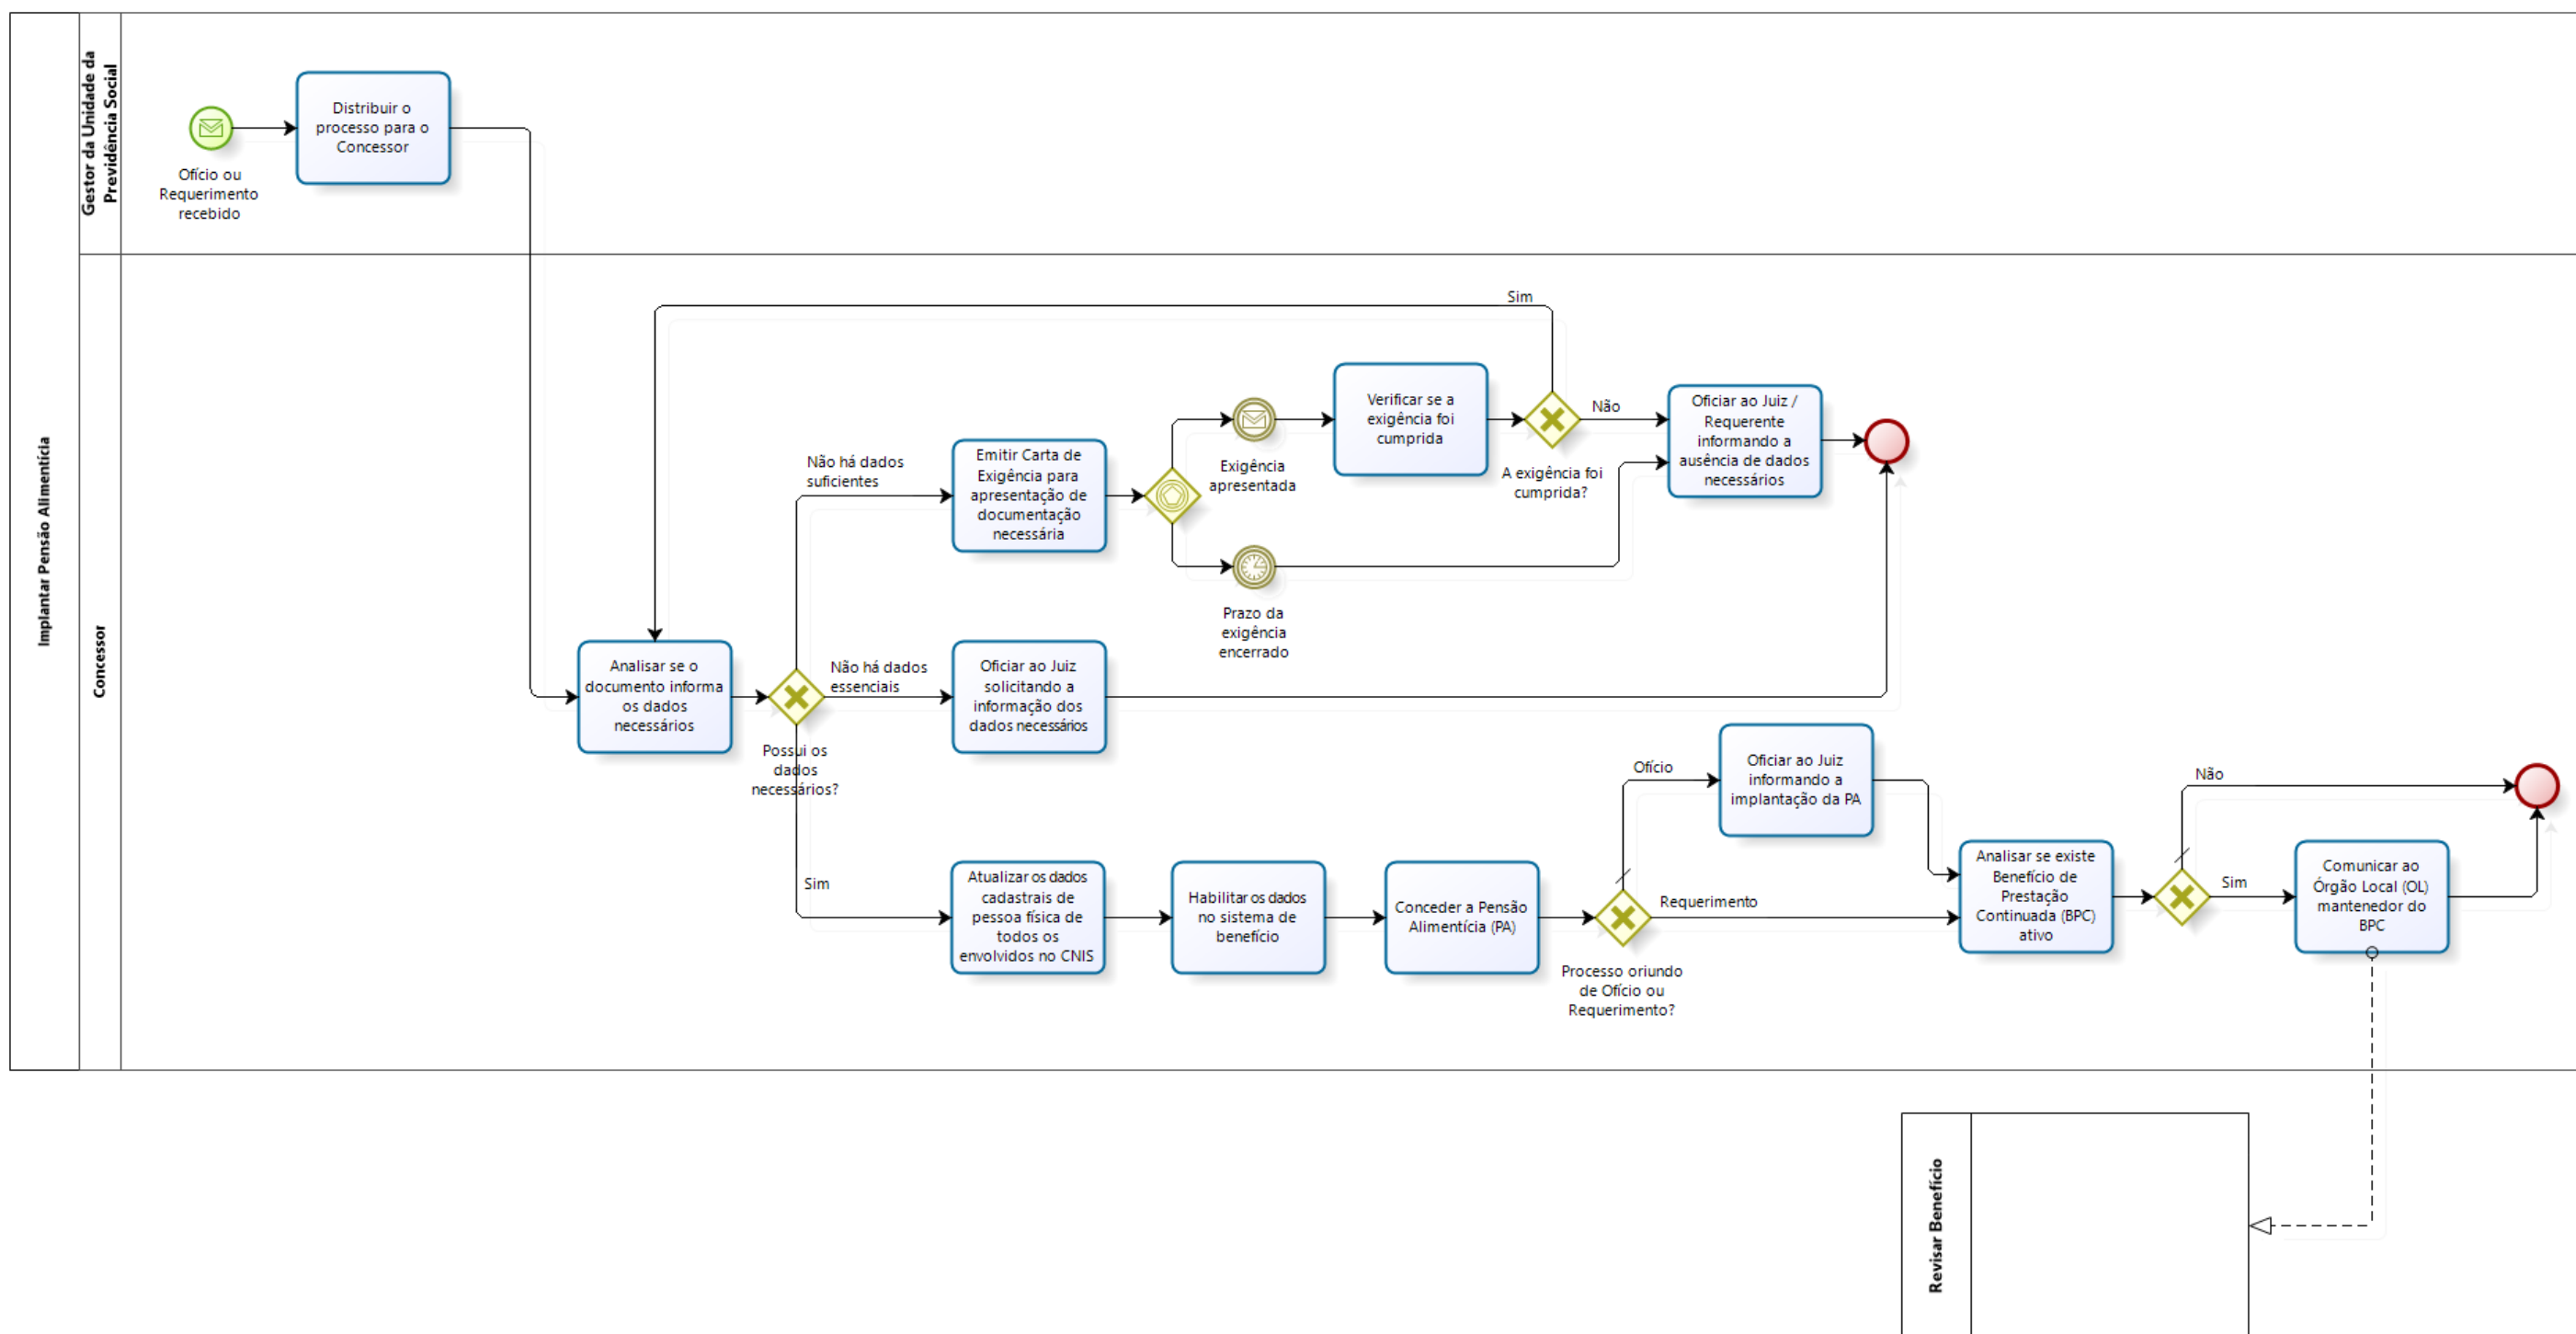 Implantar Pensão Alimentícia
Gestor da Unidade da
Previdência Social
Ofício ou
Requerimento
recebido
Distribuir o
processo para o
Concessor
Concessor
Analisar se o
documento informa
os dados
necessários
Possui os
dados
necessários?
Não há dados
suficientes
Emitir Carta de
Exigência para
apresentação de
documentação
necessária
Exigência
apresentada
Prazo da
exigência
encerrado
Verificar se a
exigência foi
cumprida
A exigência foi
cumprida?
Sim
Não
Oficiar ao Juiz /
Requerente
informando a
ausência de dados
necessários
Não há dados
essenciais
Oficiar ao Juiz
solicitando a
informação dos
dados necessários
Sim
Atualizar os dados
cadastrais de
pessoa física de
todos os
envolvidos no CNIS
Habilitar os dados
no sistema de
benefício
Conceder a Pensão
Alimentícia (PA)
Processo oriundo
de Ofício ou
Requerimento?
Ofício
Oficiar ao Juiz
informando a
implantação da PA
Requerimento
Analisar se existe
Benefício de
Prestação
Continuada (BPC)
ativo
Não
Sim
Comunicar ao
Órgão Local (OL)
mantenedor do
BPC
Revisar Benefício